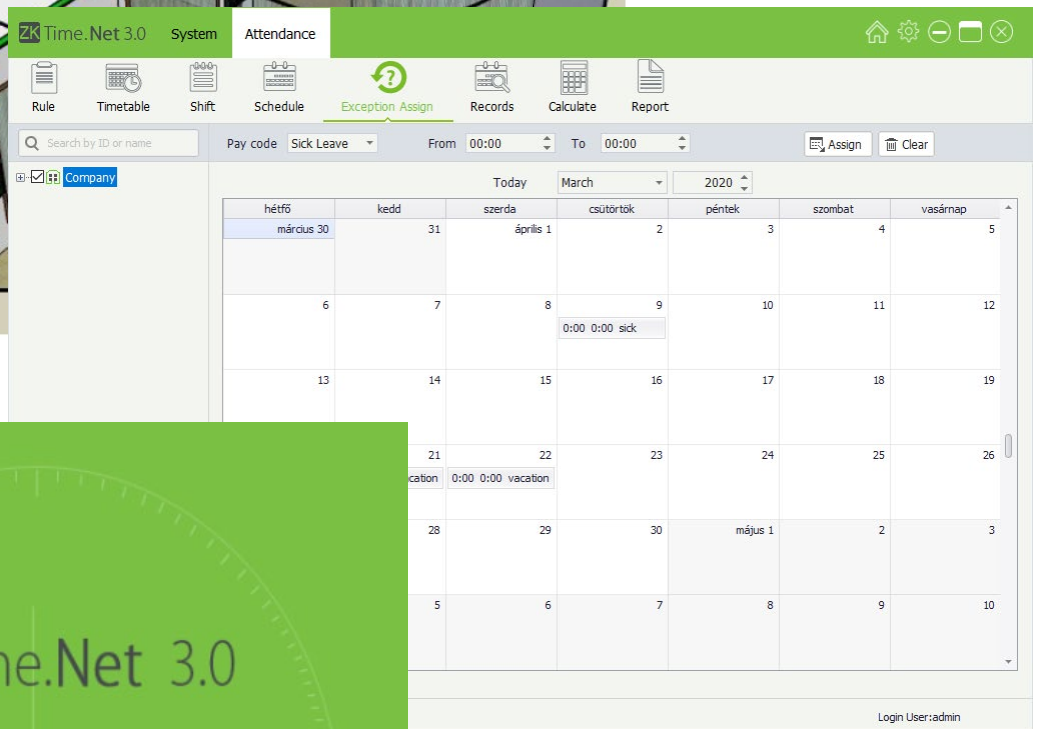 ZK Time.Net 3.0 System Attendance
Rule Timetable Shift Schedule Exception Assign Records Calculate Report
Search by ID or name Pay code Sick Leave From 00:00 To 00:00 Assign Clear
Company
Today March 2020
hétfő kedd szerda csütörtök péntek szombat vasárnap
március 30 31 április 1 2 3 4 5
6 7 8 9 10 11 12
0:00 0:00 sick
13 14 15 16 17 18 19
21 22 23 24 25 26
cation 0:00 0:00 vacation
28 29 30 május 1 2 3
5 6 7 8 9 10
ne.Net 3.0
Login User:admin